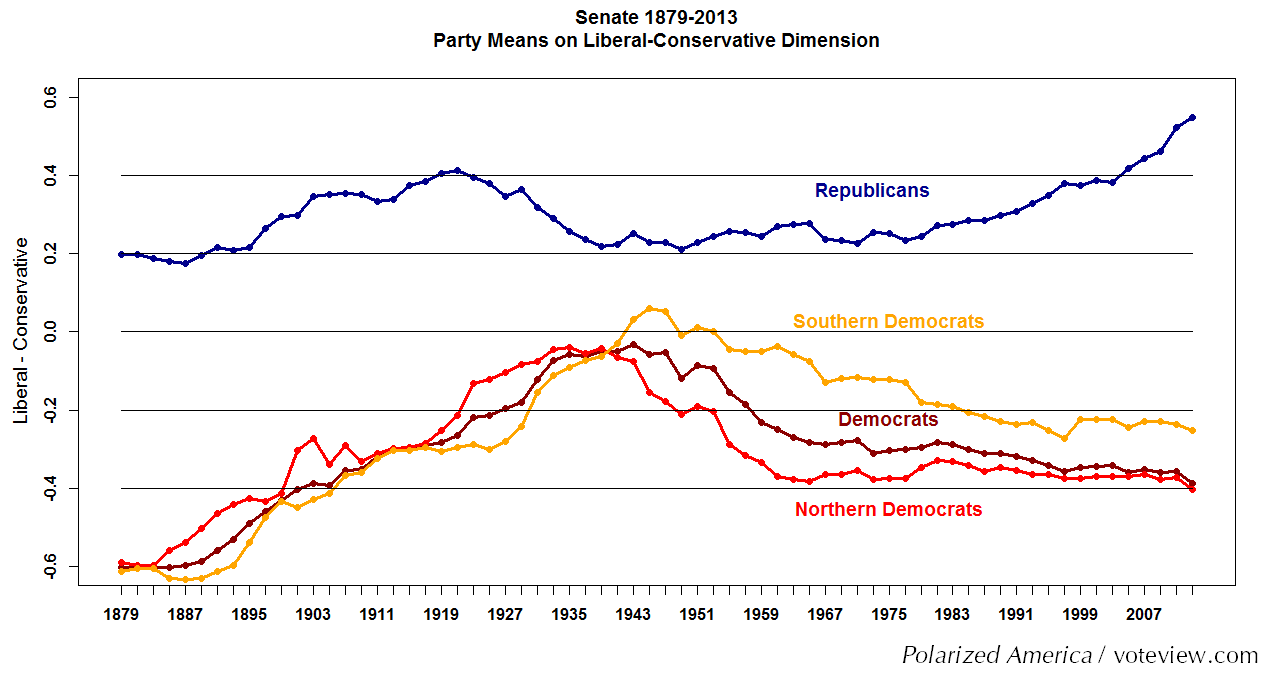 Senate 1879-2013
Party Means on Liberal-Conservative Dimension
Liberal - Conservative
0.6
0.4
0.2
0.0
-0.2
-0.4
-0.6
Republicans
Southern Democrats
Democrats
Northern Democrats
1879 1887 1895 1903 1911 1919 1927 1935 1943 1951 1959 1967 1975 1983 1991 1999 2007
Polarized America / voteview.com